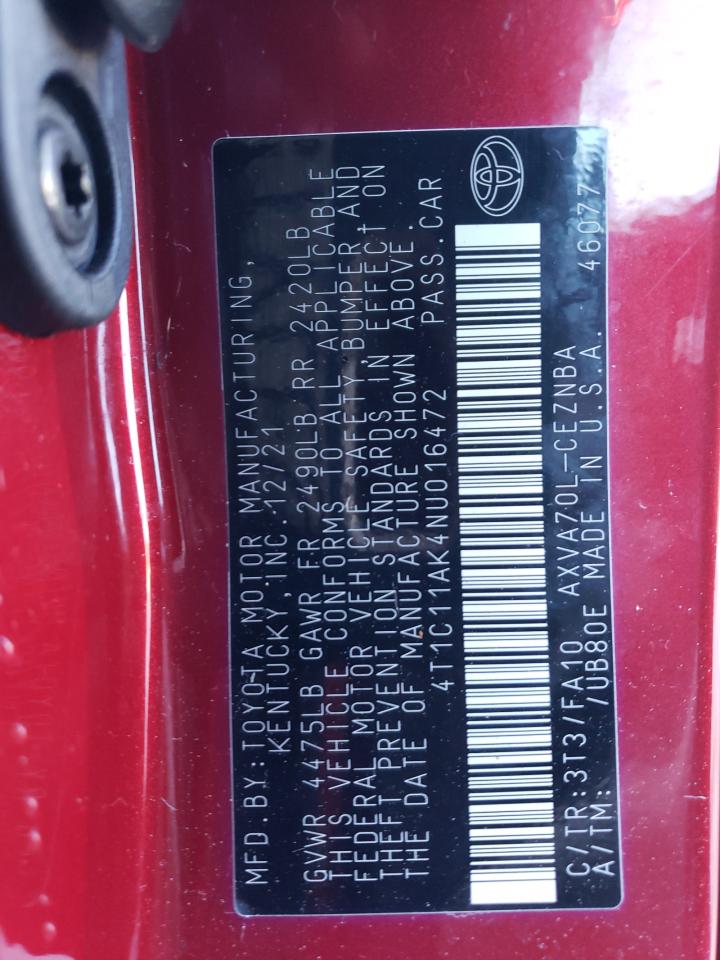 MFD.BY:TOYOTA MOTOR MANUFACTURING,
KENTUCKY,INC.12/21
GVWR 4475LB GAWR FR 2490LB RR 2420LB
THIS VEHICLE CONFORMS TO ALL APPLICABLE
FEDERAL MOTOR VEHICLE SAFETY, BUMPER AND
THEFT PREVENTION STANDARDS IN EFFECT ON
THE DATE OF MANUFACTURE SHOWN ABOVE.
4T1C11AK4NU016472 PASS.CAR
C/TR:3T3/FA10 AXVA70L-CEZNBA
A/TM: /UB80E MADE IN U.S.A. 46077